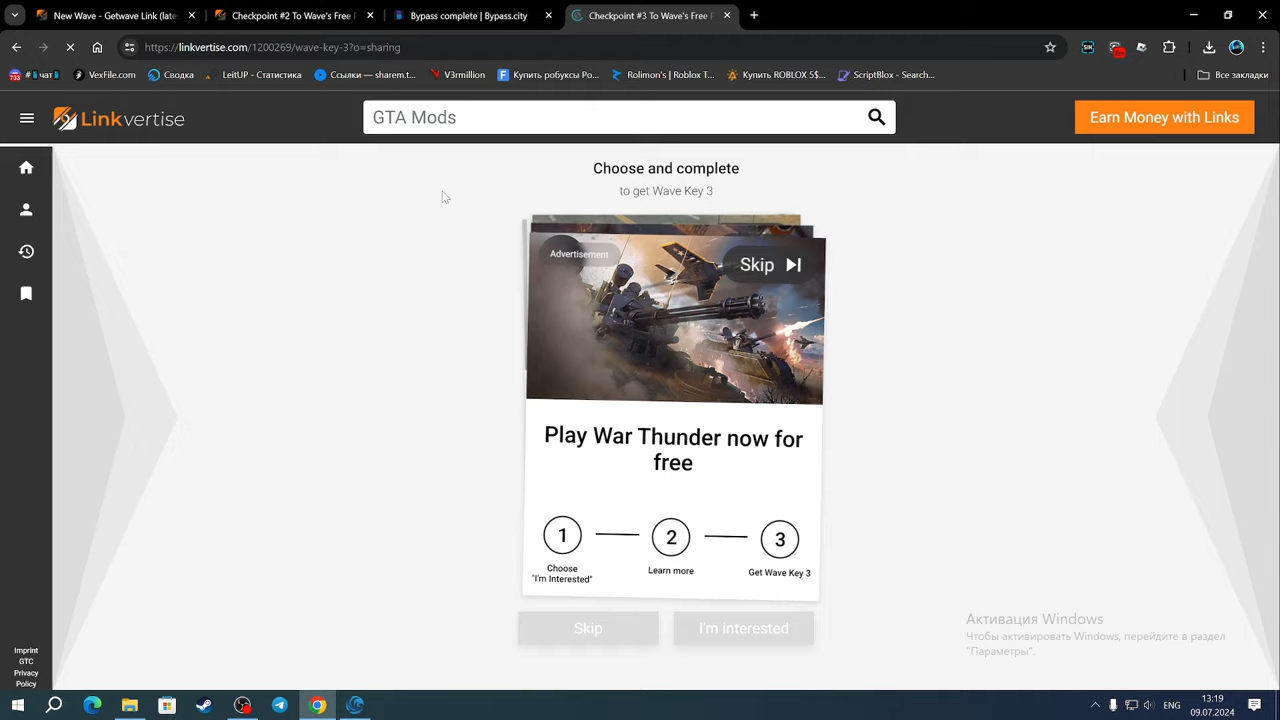 New Wave - Getwave Link (late
Checkpoint #2 To Wave's Free
Bypass complete | Bypass.city
Checkpoint #3 To Wave's Free
https://linkvertise.com/1200269/wave-key-3?o=sharing
VexFile.com
Сводка
LeitUP - Статистика
Ссылки — sharem.t...
V3rmillion
Купить робуксы Ро...
Rolimon's | Roblox T...
Купить ROBLOX 5$...
ScriptBlox - Search...
Все закладки
Linkvertise
GTA Mods
Earn Money with Links
Choose and complete
to get Wave Key 3
Advertisement
Skip
Play War Thunder now for
free
1
2
3
Choose
"I'm Interested"
Learn more
Get Wave Key 3
Skip
I'm interested
Активация Windows
Чтобы активировать Windows, перейдите в раздел
"Параметры".
Imprint
GTC
Privacy
Policy
13:19
09.07.2024